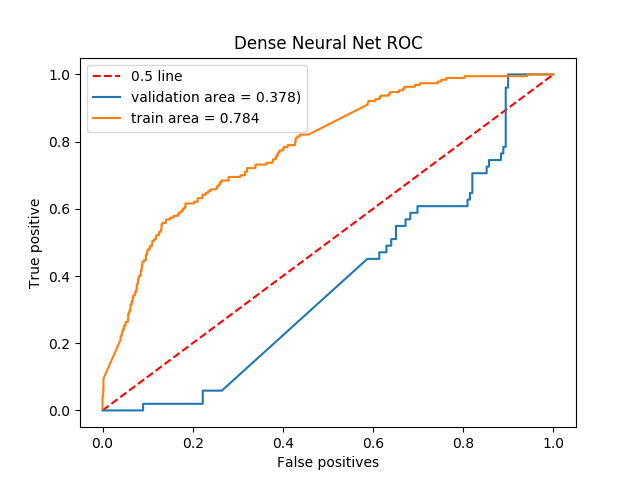 Dense Neural Net ROC
0.5 line
validation area = 0.378)
train area = 0.784
True positive
1.0
0.8
0.6
0.4
0.2
0.0
0.0 0.2 0.4 0.6 0.8 1.0
False positives